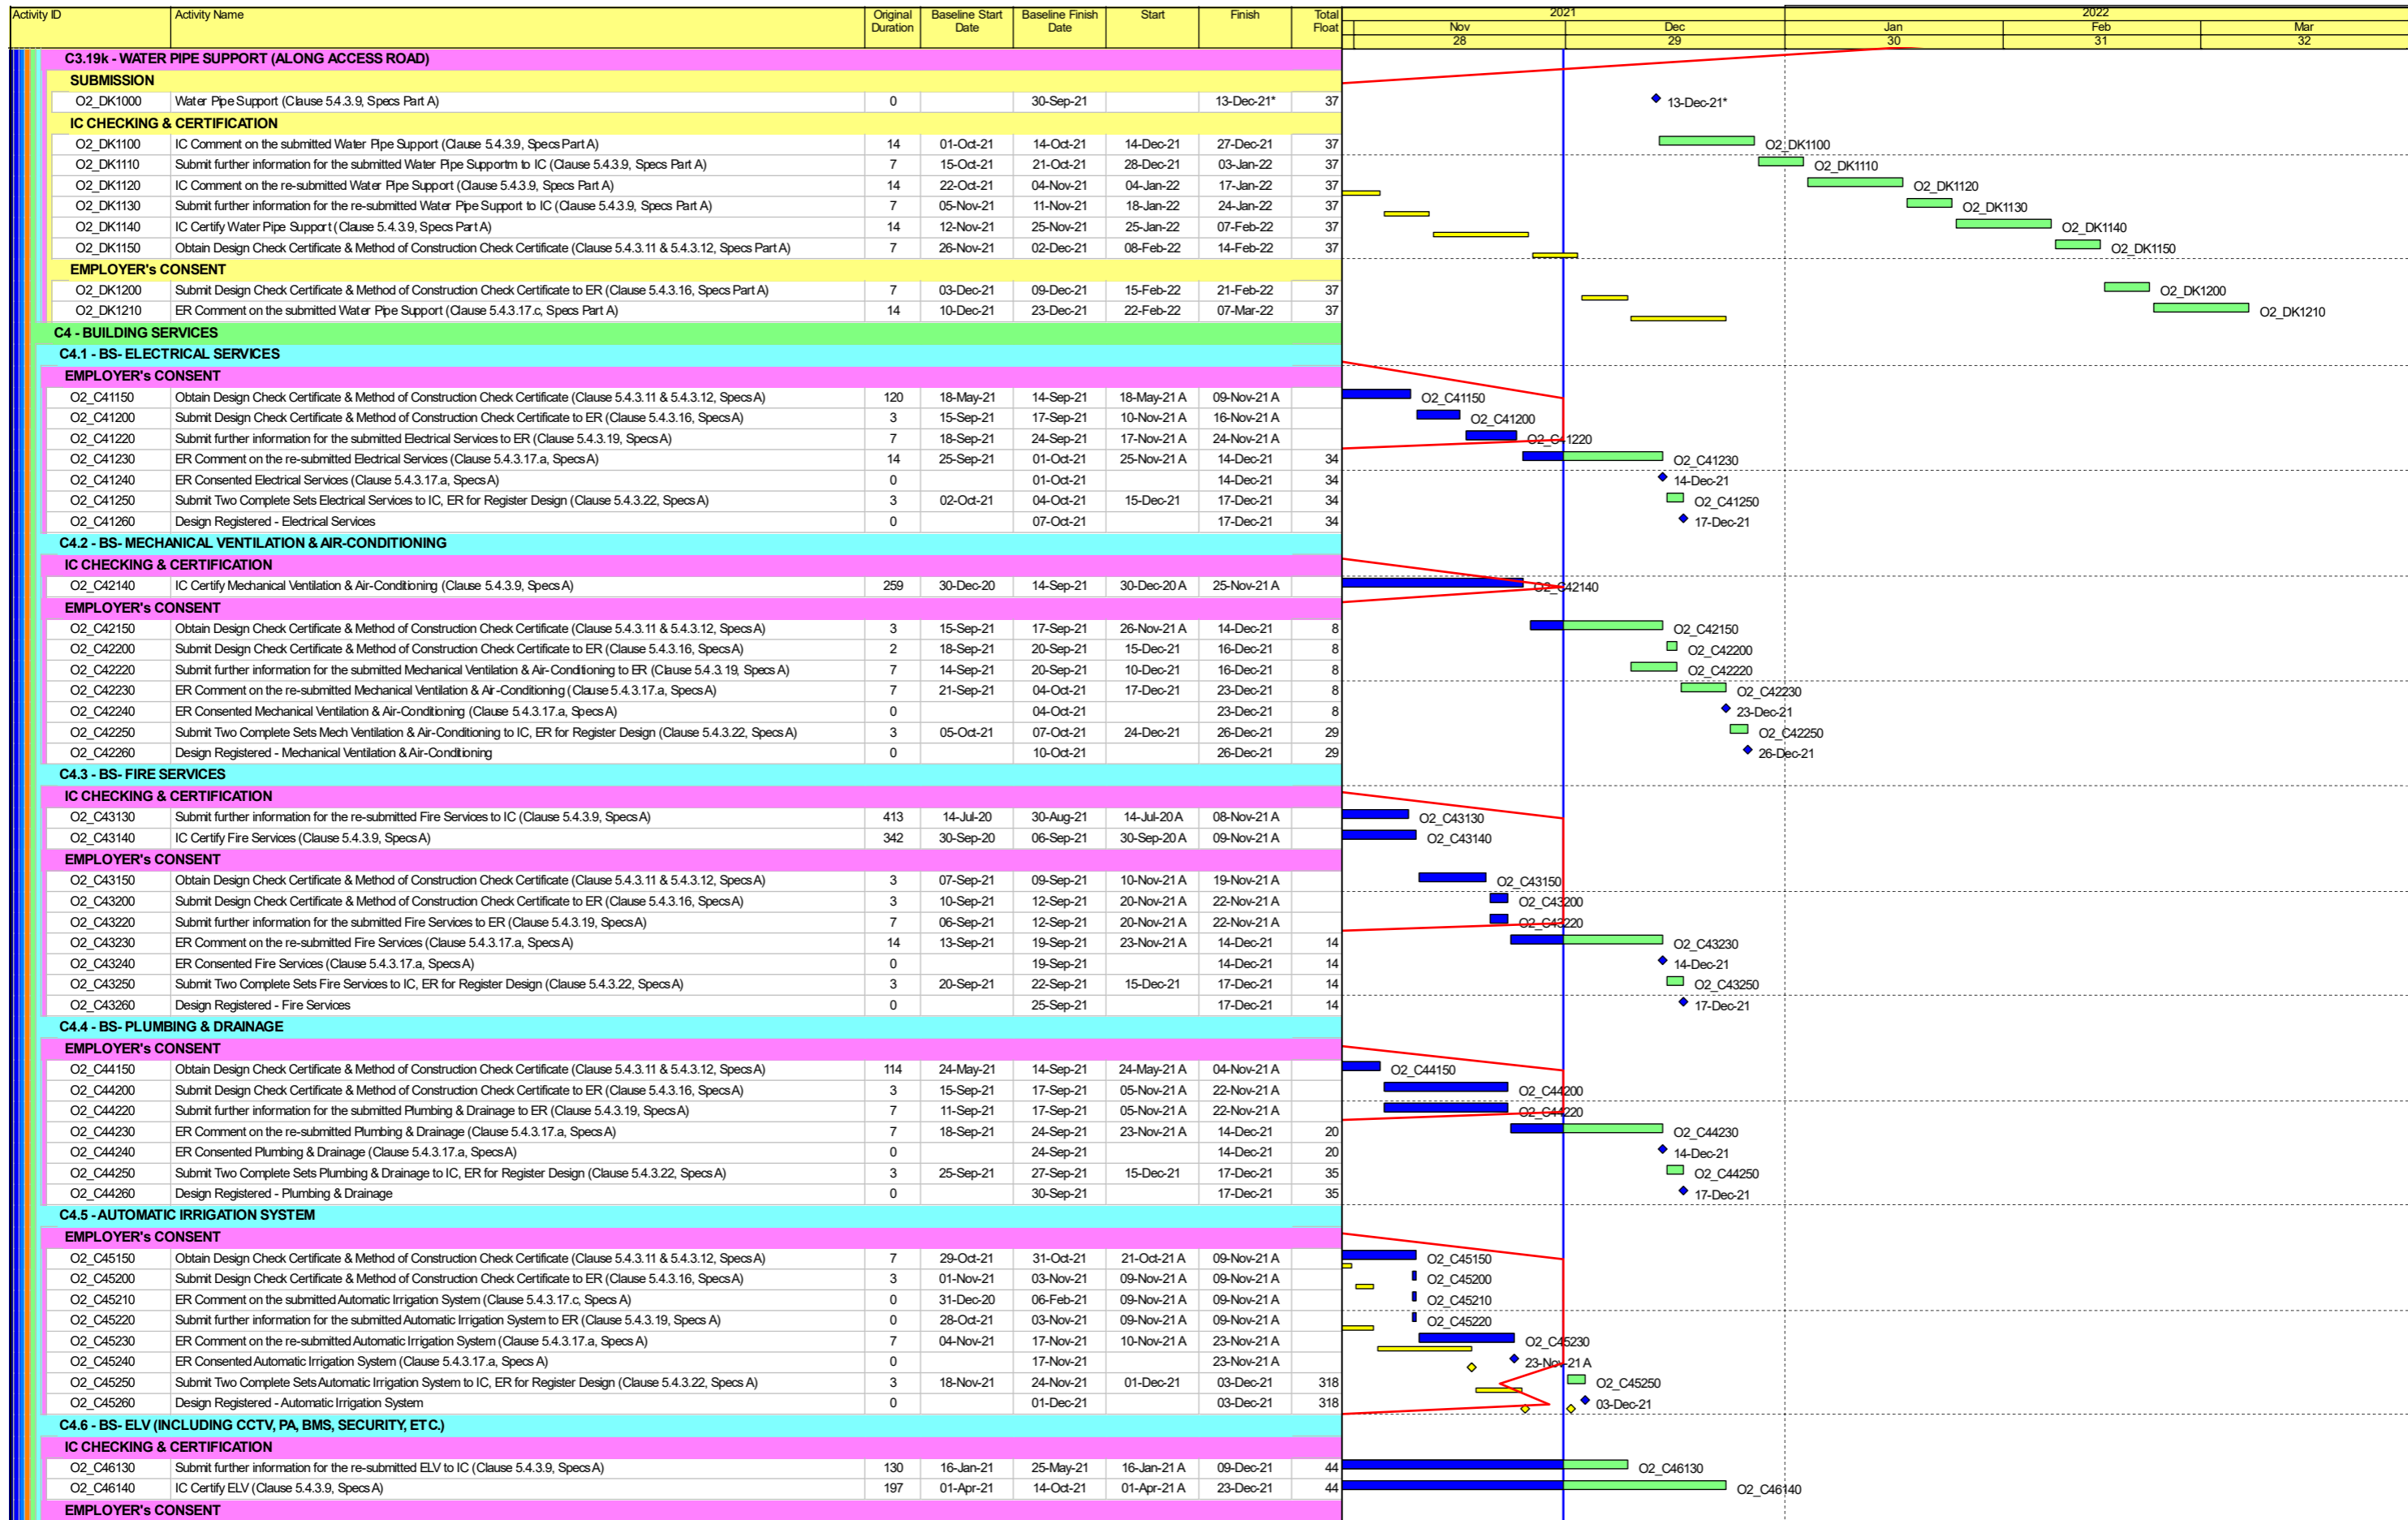 Activity ID Activity Name Original Duration Baseline Start Date Baseline Finish Date Start Finish Total Float 2021 2022
Nov Dec Jan Feb Mar
28 29 30 31 32
C3.19k - WATER PIPE SUPPORT (ALONG ACCESS ROAD)
SUBMISSION
O2_DK1000 Water Pipe Support (Clause 5.4.3.9, Specs Part A) 0 30-Sep-21 13-Dec-21* 37 13-Dec-21*
IC CHECKING & CERTIFICATION
O2_DK1100 IC Comment on the submitted Water Pipe Support (Clause 5.4.3.9, Specs Part A) 14 01-Oct-21 14-Oct-21 14-Dec-21 27-Dec-21 37 O2_DK1100
O2_DK1110 Submit further information for the submitted Water Pipe Supportm to IC (Clause 5.4.3.9, Specs Part A) 7 15-Oct-21 21-Oct-21 28-Dec-21 03-Jan-22 37 O2_DK1110
O2_DK1120 IC Comment on the re-submitted Water Pipe Support (Clause 5.4.3.9, Specs Part A) 14 22-Oct-21 04-Nov-21 04-Jan-22 17-Jan-22 37 O2_DK1120
O2_DK1130 Submit further information for the re-submitted Water Pipe Support to IC (Clause 5.4.3.9, Specs Part A) 7 05-Nov-21 11-Nov-21 18-Jan-22 24-Jan-22 37 O2_DK1130
O2_DK1140 IC Certify Water Pipe Support (Clause 5.4.3.9, Specs Part A) 14 12-Nov-21 25-Nov-21 25-Jan-22 07-Feb-22 37 O2_DK1140
O2_DK1150 Obtain Design Check Certificate & Method of Construction Check Certificate (Clause 5.4.3.11 & 5.4.3.12, Specs Part A) 7 26-Nov-21 02-Dec-21 08-Feb-22 14-Feb-22 37 O2_DK1150
EMPLOYER's CONSENT
O2_DK1200 Submit Design Check Certificate & Method of Construction Check Certificate to ER (Clause 5.4.3.16, Specs Part A) 7 03-Dec-21 09-Dec-21 15-Feb-22 21-Feb-22 37 O2_DK1200
O2_DK1210 ER Comment on the submitted Water Pipe Support (Clause 5.4.3.17.c, Specs Part A) 14 10-Dec-21 23-Dec-21 22-Feb-22 07-Mar-22 37 O2_DK1210
C4 - BUILDING SERVICES
C4.1 - BS- ELECTRICAL SERVICES
EMPLOYER's CONSENT
O2_C41150 Obtain Design Check Certificate & Method of Construction Check Certificate (Clause 5.4.3.11 & 5.4.3.12, Specs A) 120 18-May-21 14-Sep-21 18-May-21 A 09-Nov-21 A O2_C41150
O2_C41200 Submit Design Check Certificate & Method of Construction Check Certificate to ER (Clause 5.4.3.16, Specs A) 3 15-Sep-21 17-Sep-21 10-Nov-21 A 16-Nov-21 A O2_C41200
O2_C41220 Submit further information for the submitted Electrical Services to ER (Clause 5.4.3.19, Specs A) 7 18-Sep-21 24-Sep-21 17-Nov-21 A 24-Nov-21 A O2_C41220
O2_C41230 ER Comment on the re-submitted Electrical Services (Clause 5.4.3.17.a, Specs A) 14 25-Sep-21 01-Oct-21 25-Nov-21 A 14-Dec-21 34 O2_C41230
O2_C41240 ER Consented Electrical Services (Clause 5.4.3.17.a, Specs A) 0 01-Oct-21 14-Dec-21 34 14-Dec-21
O2_C41250 Submit Two Complete Sets Electrical Services to IC, ER for Register Design (Clause 5.4.3.22, Specs A) 3 02-Oct-21 04-Oct-21 15-Dec-21 17-Dec-21 34 O2_C41250
O2_C41260 Design Registered - Electrical Services 0 07-Oct-21 17-Dec-21 34 17-Dec-21
C4.2 - BS- MECHANICAL VENTILATION & AIR-CONDITIONING
IC CHECKING & CERTIFICATION
O2_C42140 IC Certify Mechanical Ventilation & Air-Conditioning (Clause 5.4.3.9, Specs A) 259 30-Dec-20 14-Sep-21 30-Dec-20 A 25-Nov-21 A O2_C42140
EMPLOYER's CONSENT
O2_C42150 Obtain Design Check Certificate & Method of Construction Check Certificate (Clause 5.4.3.11 & 5.4.3.12, Specs A) 3 15-Sep-21 17-Sep-21 26-Nov-21 A 14-Dec-21 8 O2_C42150
O2_C42200 Submit Design Check Certificate & Method of Construction Check Certificate to ER (Clause 5.4.3.16, Specs A) 2 18-Sep-21 20-Sep-21 15-Dec-21 16-Dec-21 8 O2_C42200
O2_C42220 Submit further information for the submitted Mechanical Ventilation & Air-Conditioning to ER (Clause 5.4.3.19, Specs A) 7 14-Sep-21 20-Sep-21 10-Dec-21 16-Dec-21 8 O2_C42220
O2_C42230 ER Comment on the re-submitted Mechanical Ventilation & Air-Conditioning (Clause 5.4.3.17.a, Specs A) 7 21-Sep-21 04-Oct-21 17-Dec-21 23-Dec-21 8 O2_C42230
O2_C42240 ER Consented Mechanical Ventilation & Air-Conditioning (Clause 5.4.3.17.a, Specs A) 0 04-Oct-21 23-Dec-21 8 23-Dec-21
O2_C42250 Submit Two Complete Sets Mech Ventilation & Air-Conditioning to IC, ER for Register Design (Clause 5.4.3.22, Specs A) 3 05-Oct-21 07-Oct-21 24-Dec-21 26-Dec-21 29 O2_C42250
O2_C42260 Design Registered - Mechanical Ventilation & Air-Conditioning 0 10-Oct-21 26-Dec-21 29 26-Dec-21
C4.3 - BS- FIRE SERVICES
IC CHECKING & CERTIFICATION
O2_C43130 Submit further information for the re-submitted Fire Services to IC (Clause 5.4.3.9, Specs A) 413 14-Jul-20 30-Aug-21 14-Jul-20 A 08-Nov-21 A O2_C43130
O2_C43140 IC Certify Fire Services (Clause 5.4.3.9, Specs A) 342 30-Sep-20 06-Sep-21 30-Sep-20 A 09-Nov-21 A O2_C43140
EMPLOYER's CONSENT
O2_C43150 Obtain Design Check Certificate & Method of Construction Check Certificate (Clause 5.4.3.11 & 5.4.3.12, Specs A) 3 07-Sep-21 09-Sep-21 10-Nov-21 A 19-Nov-21 A O2_C43150
O2_C43200 Submit Design Check Certificate & Method of Construction Check Certificate to ER (Clause 5.4.3.16, Specs A) 3 10-Sep-21 12-Sep-21 20-Nov-21 A 22-Nov-21 A O2_C43200
O2_C43220 Submit further information for the submitted Fire Services to ER (Clause 5.4.3.19, Specs A) 7 06-Sep-21 12-Sep-21 20-Nov-21 A 22-Nov-21 A O2_C43220
O2_C43230 ER Comment on the re-submitted Fire Services (Clause 5.4.3.17.a, Specs A) 14 13-Sep-21 19-Sep-21 23-Nov-21 A 14-Dec-21 14 O2_C43230
O2_C43240 ER Consented Fire Services (Clause 5.4.3.17.a, Specs A) 0 19-Sep-21 14-Dec-21 14 14-Dec-21
O2_C43250 Submit Two Complete Sets Fire Services to IC, ER for Register Design (Clause 5.4.3.22, Specs A) 3 20-Sep-21 22-Sep-21 15-Dec-21 17-Dec-21 14 O2_C43250
O2_C43260 Design Registered - Fire Services 0 25-Sep-21 17-Dec-21 14 17-Dec-21
C4.4 - BS- PLUMBING & DRAINAGE
EMPLOYER's CONSENT
O2_C44150 Obtain Design Check Certificate & Method of Construction Check Certificate (Clause 5.4.3.11 & 5.4.3.12, Specs A) 114 24-May-21 14-Sep-21 24-May-21 A 04-Nov-21 A O2_C44150
O2_C44200 Submit Design Check Certificate & Method of Construction Check Certificate to ER (Clause 5.4.3.16, Specs A) 3 15-Sep-21 17-Sep-21 05-Nov-21 A 22-Nov-21 A O2_C44200
O2_C44220 Submit further information for the submitted Plumbing & Drainage to ER (Clause 5.4.3.19, Specs A) 7 11-Sep-21 17-Sep-21 05-Nov-21 A 22-Nov-21 A O2_C44220
O2_C44230 ER Comment on the re-submitted Plumbing & Drainage (Clause 5.4.3.17.a, Specs A) 7 18-Sep-21 24-Sep-21 23-Nov-21 A 14-Dec-21 20 O2_C44230
O2_C44240 ER Consented Plumbing & Drainage (Clause 5.4.3.17.a, Specs A) 0 24-Sep-21 14-Dec-21 20 14-Dec-21
O2_C44250 Submit Two Complete Sets Plumbing & Drainage to IC, ER for Register Design (Clause 5.4.3.22, Specs A) 3 25-Sep-21 27-Sep-21 15-Dec-21 17-Dec-21 35 O2_C44250
O2_C44260 Design Registered - Plumbing & Drainage 0 30-Sep-21 17-Dec-21 35 17-Dec-21
C4.5 - AUTOMATIC IRRIGATION SYSTEM
EMPLOYER's CONSENT
O2_C45150 Obtain Design Check Certificate & Method of Construction Check Certificate (Clause 5.4.3.11 & 5.4.3.12, Specs A) 7 29-Oct-21 31-Oct-21 21-Oct-21 A 09-Nov-21 A O2_C45150
O2_C45200 Submit Design Check Certificate & Method of Construction Check Certificate to ER (Clause 5.4.3.16, Specs A) 3 01-Nov-21 03-Nov-21 09-Nov-21 A 09-Nov-21 A O2_C45200
O2_C45210 ER Comment on the submitted Automatic Irrigation System (Clause 5.4.3.17.c, Specs A) 0 31-Dec-20 06-Feb-21 09-Nov-21 A 09-Nov-21 A O2_C45210
O2_C45220 Submit further information for the submitted Automatic Irrigation System to ER (Clause 5.4.3.19, Specs A) 0 28-Oct-21 03-Nov-21 09-Nov-21 A 09-Nov-21 A O2_C45220
O2_C45230 ER Comment on the re-submitted Automatic Irrigation System (Clause 5.4.3.17.a, Specs A) 7 04-Nov-21 17-Nov-21 10-Nov-21 A 23-Nov-21 A O2_C45230
O2_C45240 ER Consented Automatic Irrigation System (Clause 5.4.3.17.a, Specs A) 0 17-Nov-21 23-Nov-21 A 23-Nov-21 A
O2_C45250 Submit Two Complete Sets Automatic Irrigation System to IC, ER for Register Design (Clause 5.4.3.22, Specs A) 3 18-Nov-21 24-Nov-21 01-Dec-21 03-Dec-21 318 O2_C45250
O2_C45260 Design Registered - Automatic Irrigation System 0 01-Dec-21 03-Dec-21 318 03-Dec-21
C4.6 - BS- ELV (INCLUDING CCTV, PA, BMS, SECURITY, ETC.)
IC CHECKING & CERTIFICATION
O2_C46130 Submit further information for the re-submitted ELV to IC (Clause 5.4.3.9, Specs A) 130 16-Jan-21 25-May-21 16-Jan-21 A 09-Dec-21 44 O2_C46130
O2_C46140 IC Certify ELV (Clause 5.4.3.9, Specs A) 197 01-Apr-21 14-Oct-21 01-Apr-21 A 23-Dec-21 44 O2_C46140
EMPLOYER's CONSENT